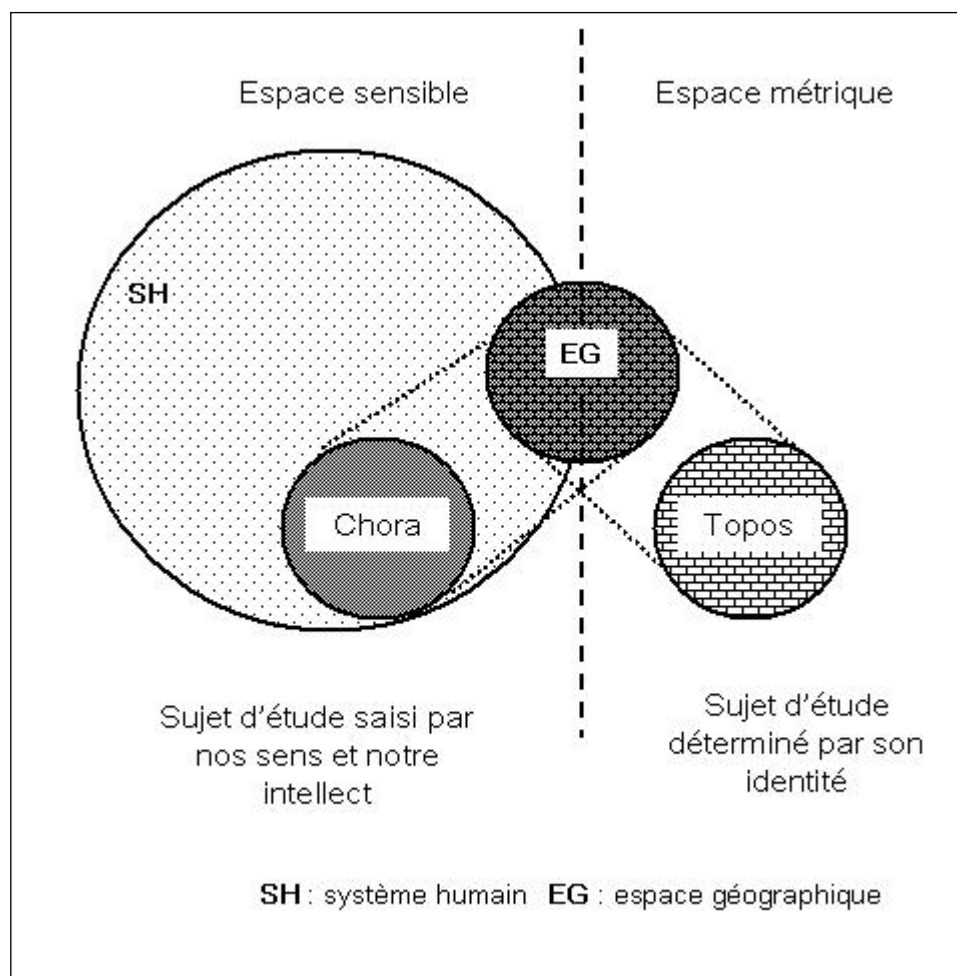 Espace sensible
Espace métrique
SH
EG
Chora
Topos
Sujet d'étude saisi par
nos sens et notre
intellect
Sujet d'étude
déterminé par son
identité
SH : système humain EG : espace géographique